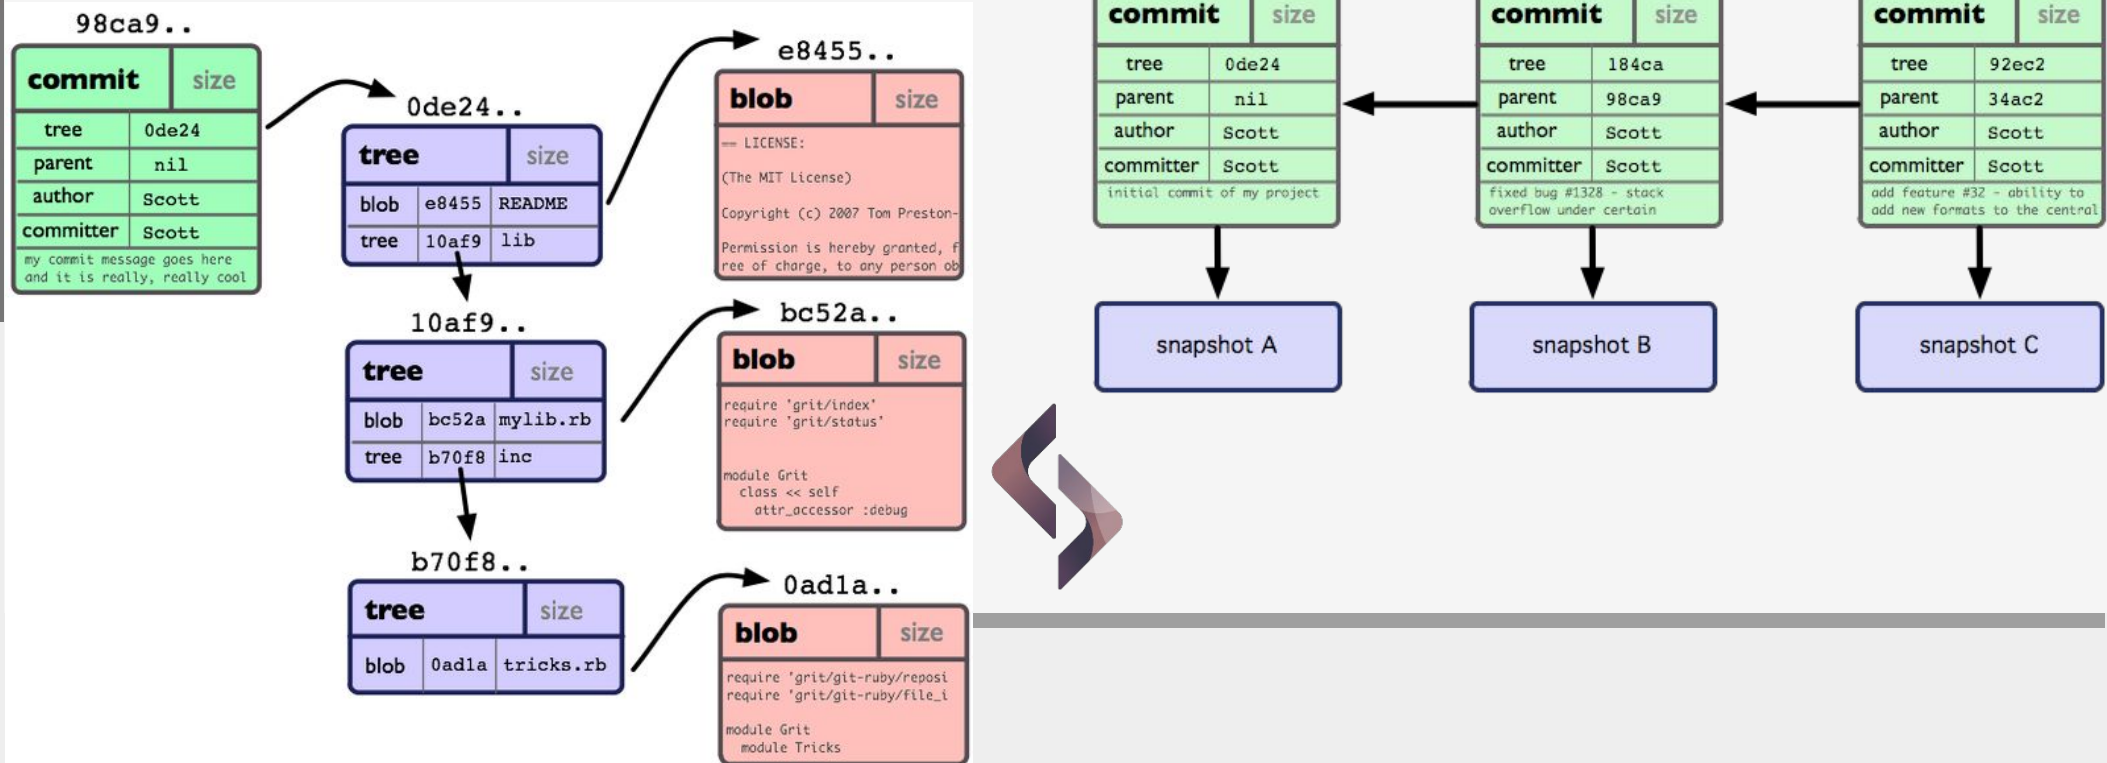 98ca9..
commit size
tree 0de24
parent nil
author Scott
committer Scott
my commit message goes here
and it is really, really cool
0de24..
tree size
blob e8455 README
tree 10af9 lib
10af9..
tree size
blob bc52a mylib.rb
tree b70f8 inc
b70f8..
tree size
blob 0ad1a tricks.rb
e8455..
blob size
== LICENSE:
(The MIT License)
Copyright (c) 2007 Tom Preston-
Permission is hereby granted, f
ree of charge, to any person ob
bc52a..
blob size
require 'grit/index'
require 'grit/status'
module Grit
class << self
attr_accessor :debug
0ad1a..
blob size
require 'grit/git-ruby/reposi
require 'grit/git-ruby/file_i
module Grit
module Tricks
commit size
tree 0de24
parent nil
author Scott
committer Scott
initial commit of my project
snapshot A
commit size
tree 184ca
parent 98ca9
author Scott
committer Scott
fixed bug #1328 - stack
overflow under certain
snapshot B
commit size
tree 92ec2
parent 34ac2
author Scott
committer Scott
add feature #32 - ability to
add new formats to the central
snapshot C